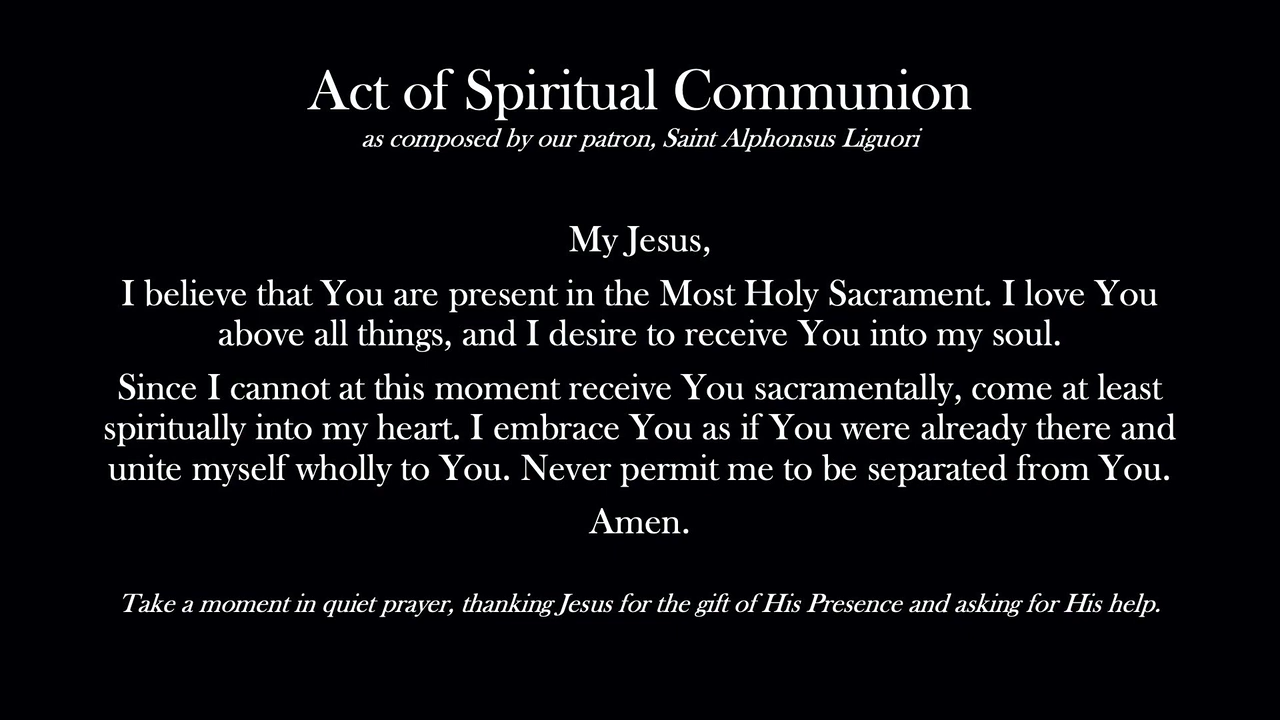 Act of Spiritual Communion
as composed by our patron, Saint Alphonsus Liguori
My Jesus,
I believe that You are present in the Most Holy Sacrament. I love You
above all things, and I desire to receive You into my soul.
Since I cannot at this moment receive You sacramentally, come at least
spiritually into my heart. I embrace You as if You were already there and
unite myself wholly to You. Never permit me to be separated from You.
Amen.
Take a moment in quiet prayer, thanking Jesus for the gift of His Presence and asking for His help.